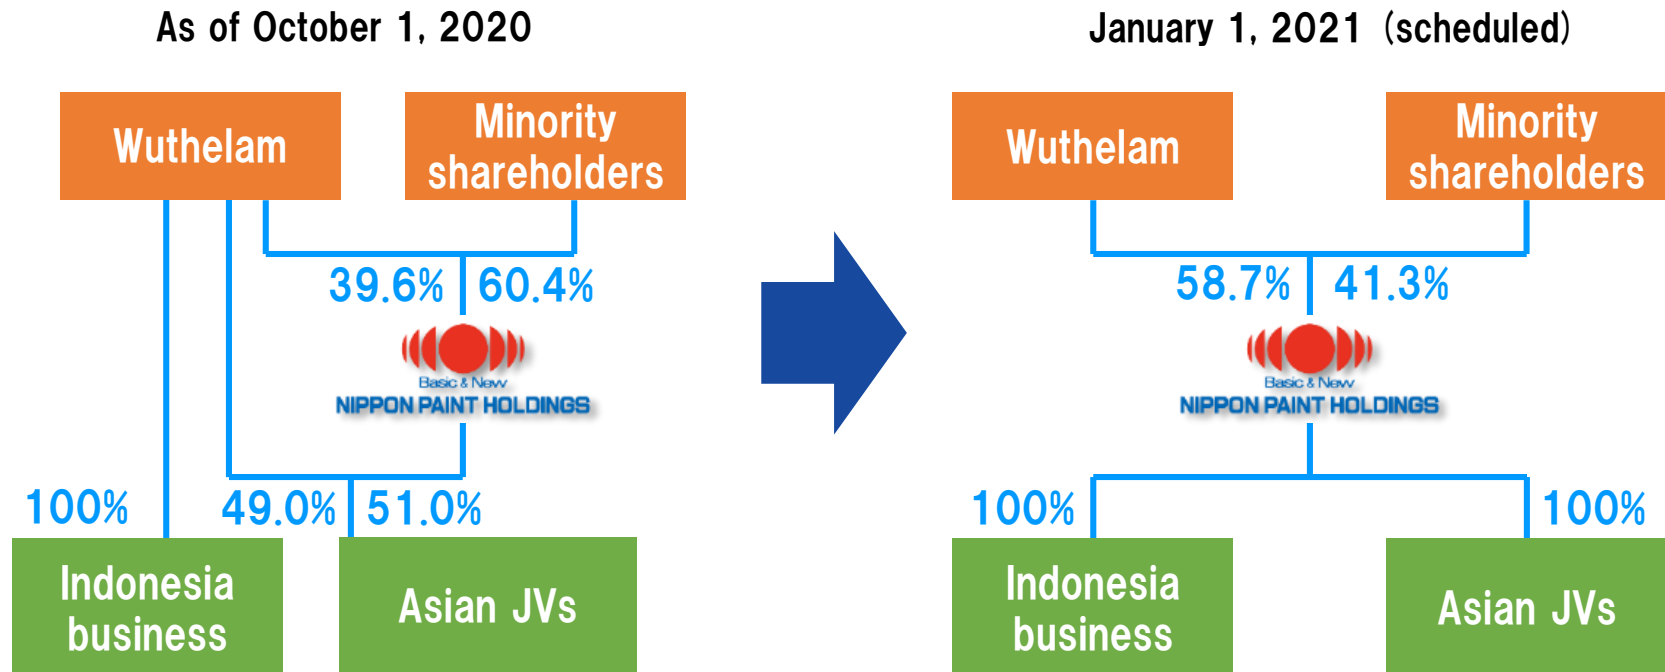 As of October 1, 2020
Wuthelam
Minority
shareholders
39.6% 60.4%
Basic & New
NIPPON PAINT HOLDINGS
100% 49.0% 51.0%
Indonesia
business
Asian JVs
January 1, 2021 (scheduled)
Wuthelam
Minority
shareholders
58.7% 41.3%
Basic & New
NIPPON PAINT HOLDINGS
100% 100%
Indonesia
business
Asian JVs